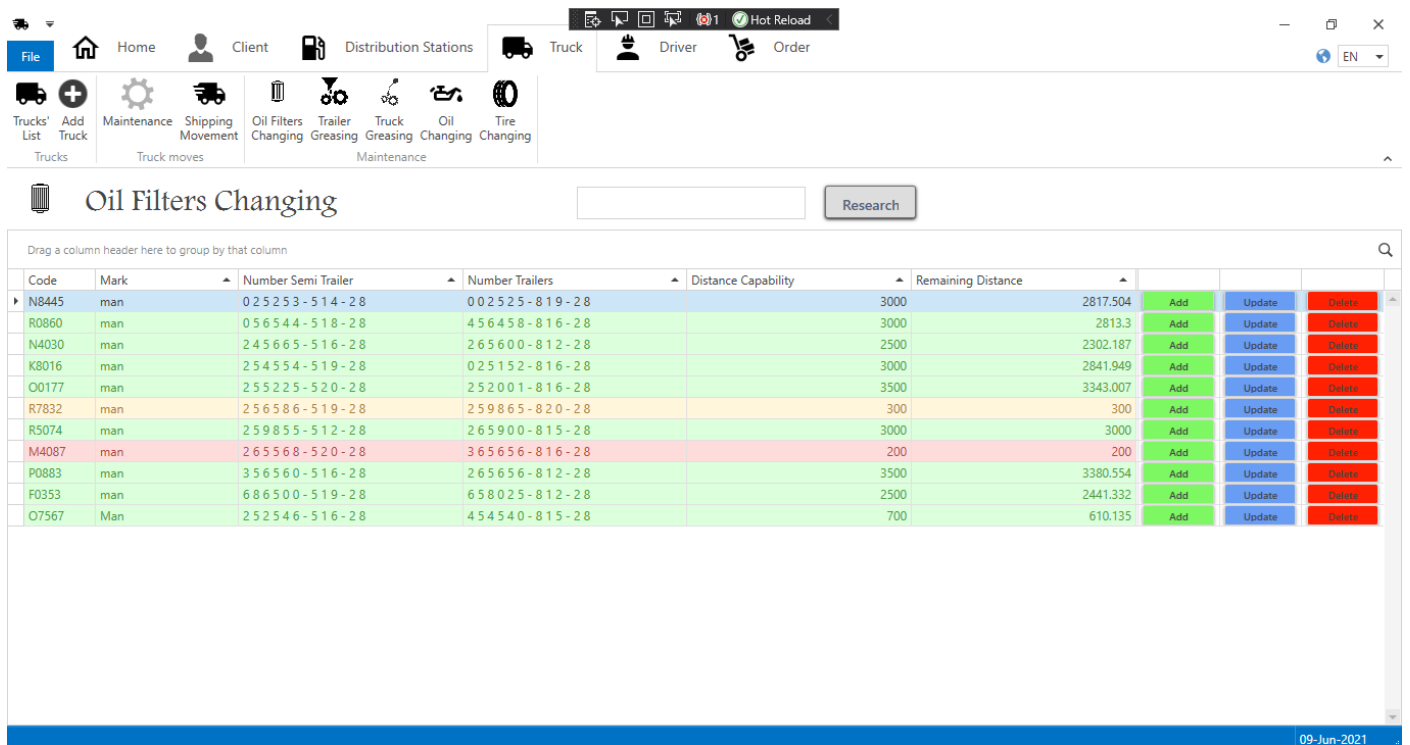 1 Hot Reload
File Home Client Distribution Stations Truck Driver Order EN
Trucks' Add Maintenance Shipping Oil Filters Trailer Truck Oil Tire
List Truck Movement Changing Greasing Greasing Changing Changing
Trucks Truck moves Maintenance
Oil Filters Changing Research
Drag a column header here to group by that column
Code Mark Number Semi Trailer Number Trailers Distance Capability Remaining Distance
N8445 man 025253-514-28 002525-819-28 3000 2817.504 Add Update Delete
R0860 man 056544-518-28 456458-816-28 3000 2813.3 Add Update Delete
N4030 man 245665-516-28 265600-812-28 2500 2302.187 Add Update Delete
K8016 man 254554-519-28 025152-816-28 3000 2841.949 Add Update Delete
O0177 man 255225-520-28 252001-816-28 3500 3343.007 Add Update Delete
R7832 man 256586-519-28 259865-820-28 300 300 Add Update Delete
R5074 man 259855-512-28 265900-815-28 3000 3000 Add Update Delete
M4087 man 265568-520-28 365656-816-28 200 200 Add Update Delete
P0883 man 356560-516-28 265656-812-28 3500 3380.554 Add Update Delete
F0353 man 686500-519-28 658025-812-28 2500 2441.332 Add Update Delete
O7567 Man 252546-516-28 454540-815-28 700 610.135 Add Update Delete
09-Jun-2021